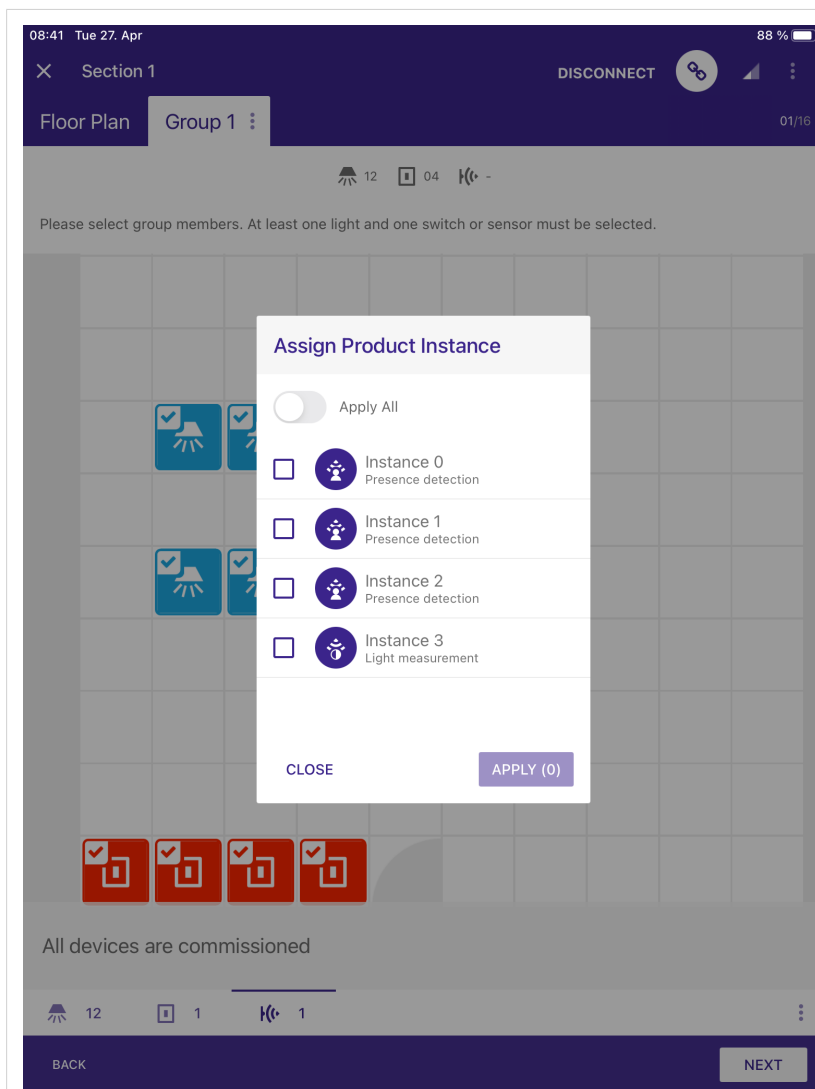 08:41 Tue 27. Apr 88 %
Section 1 DISCONNECT
Floor Plan Group 1 01/16
12 04 -
Please select group members. At least one light and one switch or sensor must be selected.
Assign Product Instance
Apply All
Instance 0
Presence detection
Instance 1
Presence detection
Instance 2
Presence detection
Instance 3
Light measurement
CLOSE APPLY (0)
All devices are commissioned
12 1 1
BACK NEXT